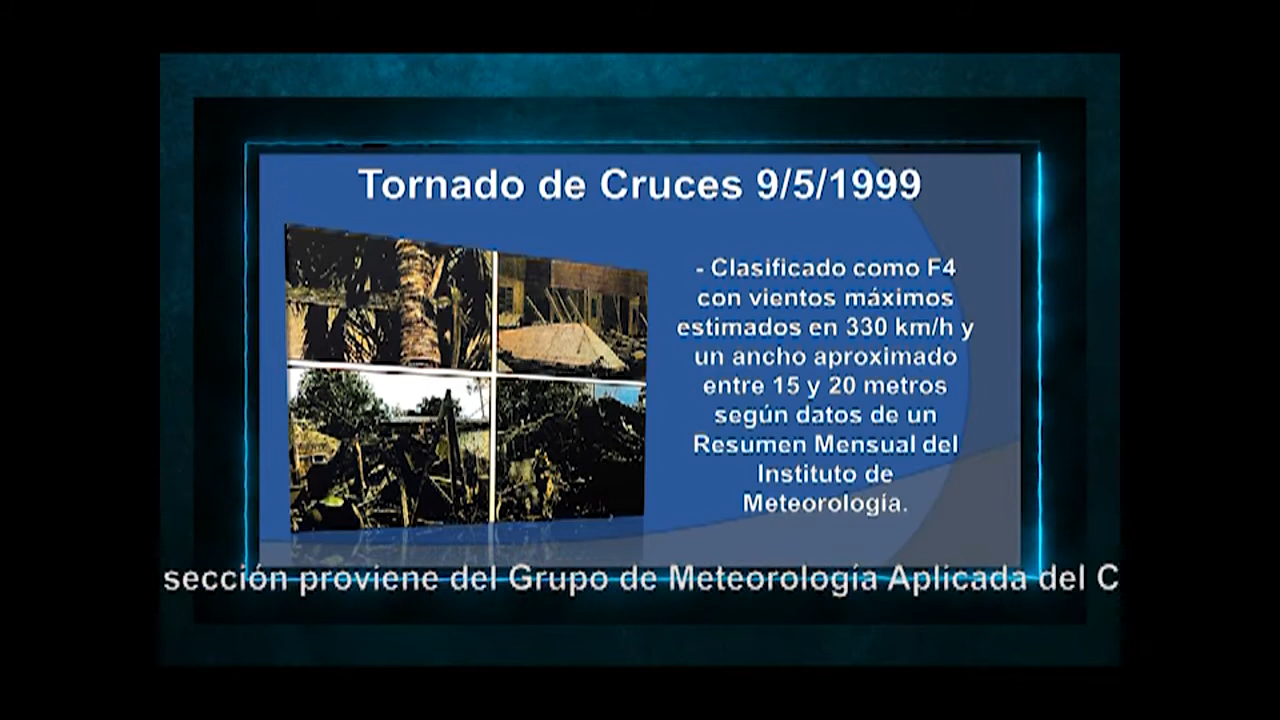 Tornado de Cruces 9/5/1999
- Clasificado como F4
con vientos máximos
estimados en 330 km/h y
un ancho aproximado
entre 15 y 20 metros
según datos de un
Resumen Mensual del
Instituto de
Meteorología.
sección proviene del Grupo de Meteorología Aplicada del C